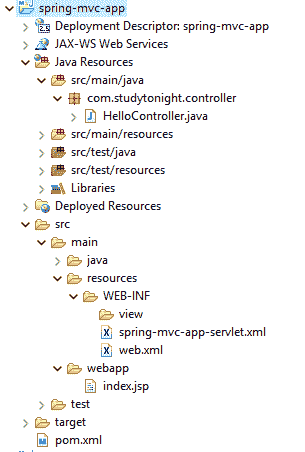 spring-mvc-app
Deployment Descriptor: spring-mvc-app
JAX-WS Web Services
Java Resources
src/main/java
com.studytonight.controller
HelloController.java
src/main/resources
src/test/java
src/test/resources
Libraries
Deployed Resources
src
main
java
resources
WEB-INF
view
spring-mvc-app-servlet.xml
web.xml
webapp
index.jsp
test
target
pom.xml